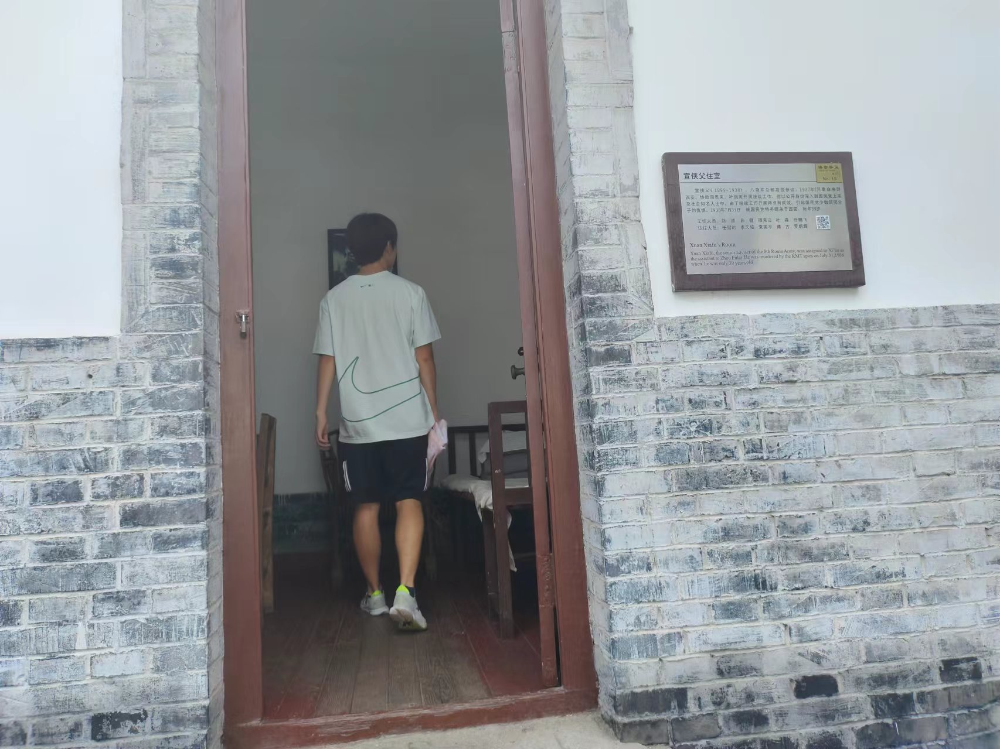 宣侠父住室
No. 15
宣侠父(1899-1938)，八路军总部高级参议，1937年2月奉命来到
西安，协助周恩来、叶剑英开展统战工作。他以公开身份深入到国民党上层
及社会知名人士中，由于统战工作开展得卓有成效，引起国民党少数顽固分
子的仇恨，1938年7月31日 被国民党特务暗杀于西安，时年39岁
工作人员: 刘 孙 项克洁 叶 任鹏飞
过往人员: 任弼时 李天佑 袁国平 博 古 罗炳辉
Xuan Xiafu's Room
Xuan Xiafu, the senior adviser of the 8th Route Army, was assigned to Xi'an as
the assistant to Zhou Enlai. He was murdered by the KMT spies on July 31,1938
when he was only 39 years old